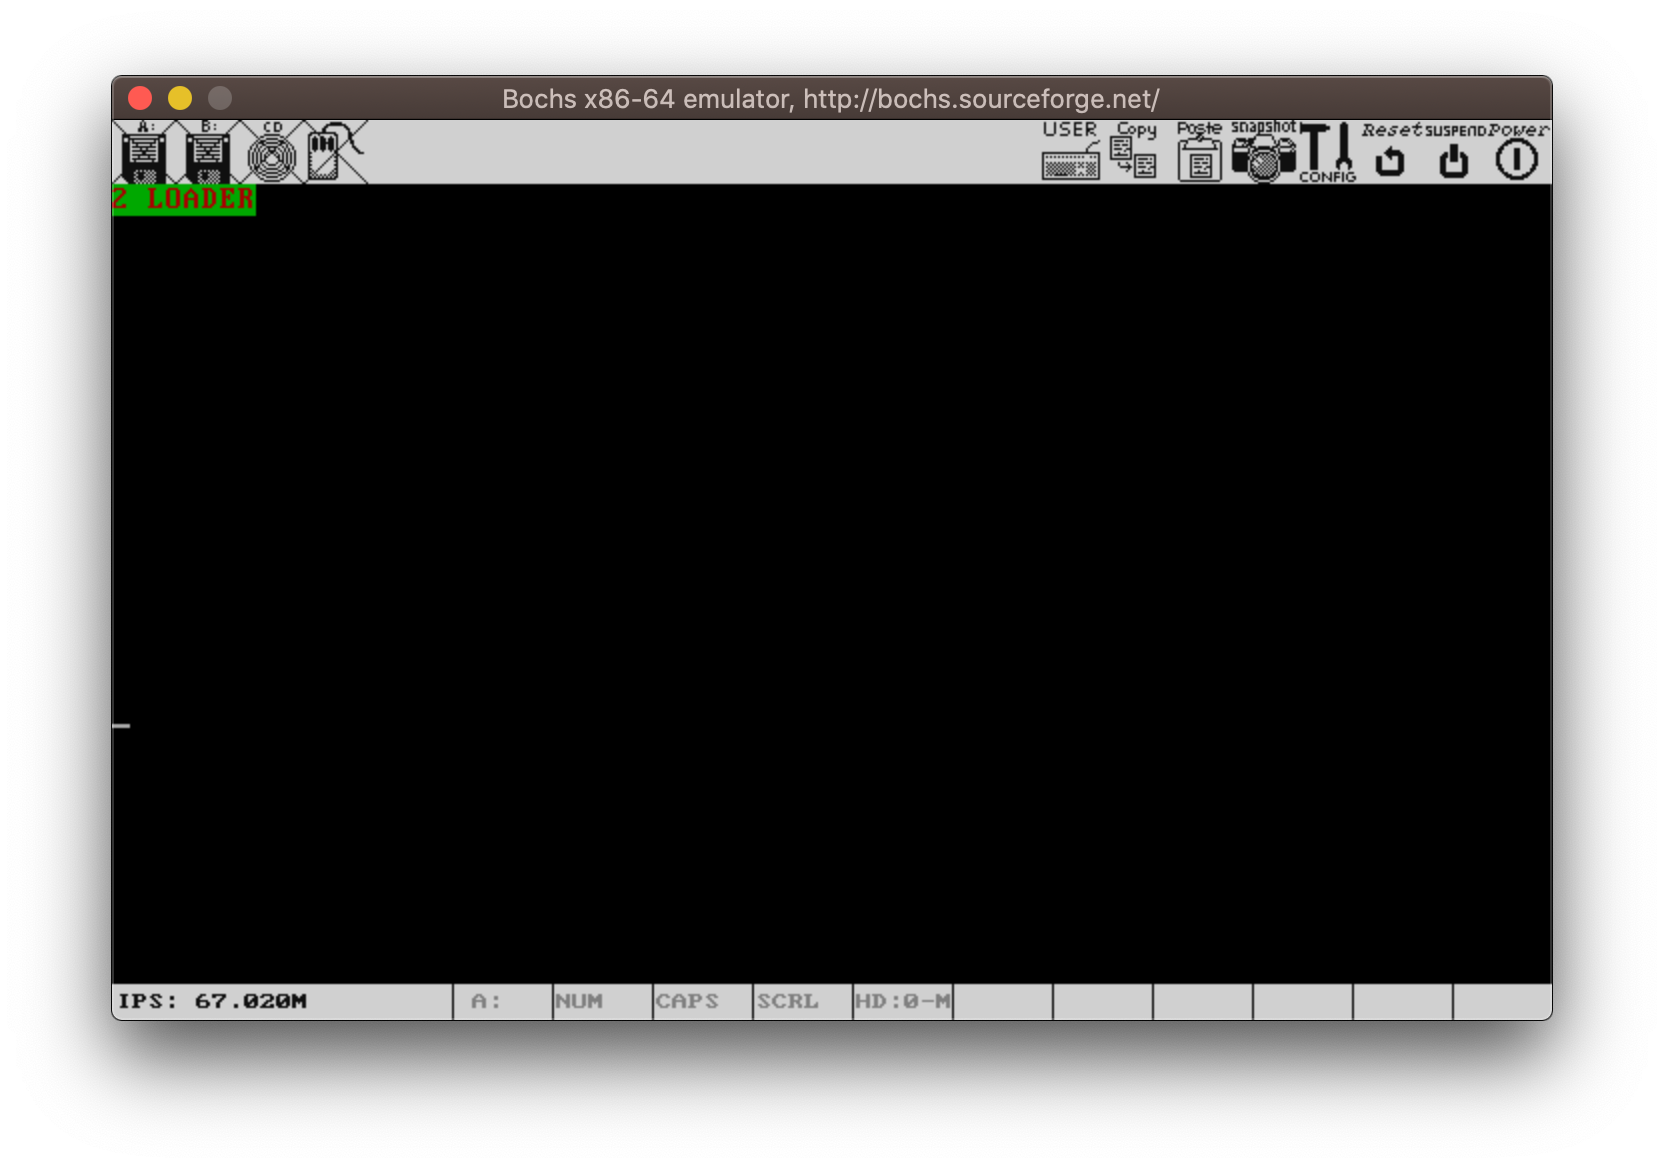 Bochs x86-64 emulator, http://bochs.sourceforge.net/
A: B: CD USER Copy Paste snapshot CONFIG Reset SUSPEND Power
2 LOADER
IPS: 67.020M A: NUM CAPS SCRL HD:0-M